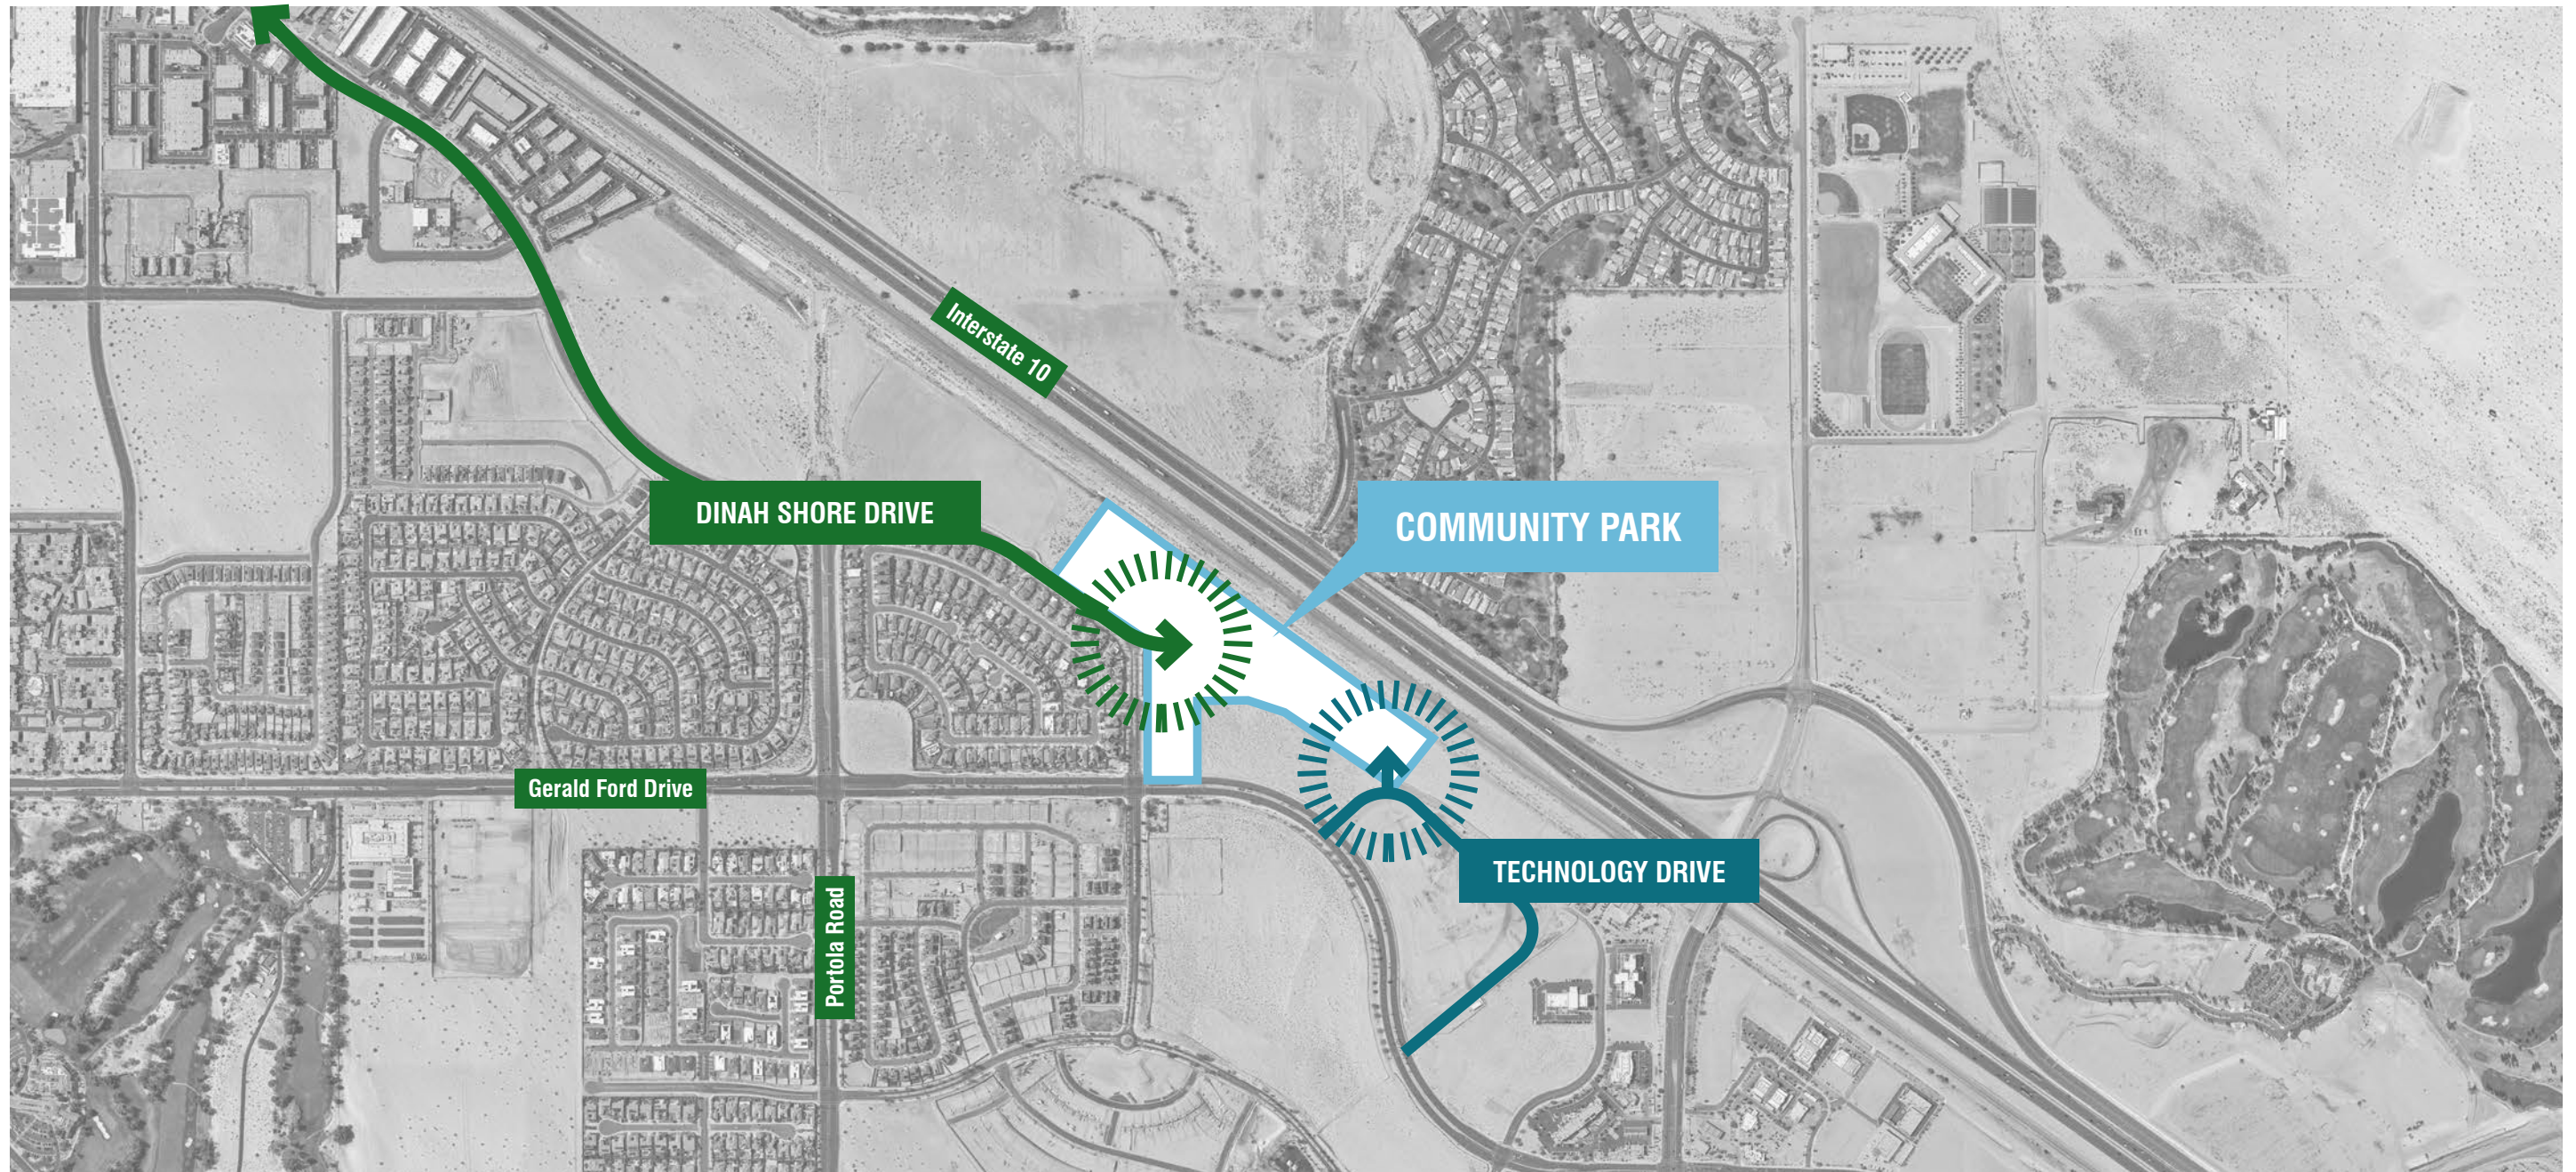 Interstate 10
DINAH SHORE DRIVE
COMMUNITY PARK
Gerald Ford Drive
TECHNOLOGY DRIVE
Portola Road